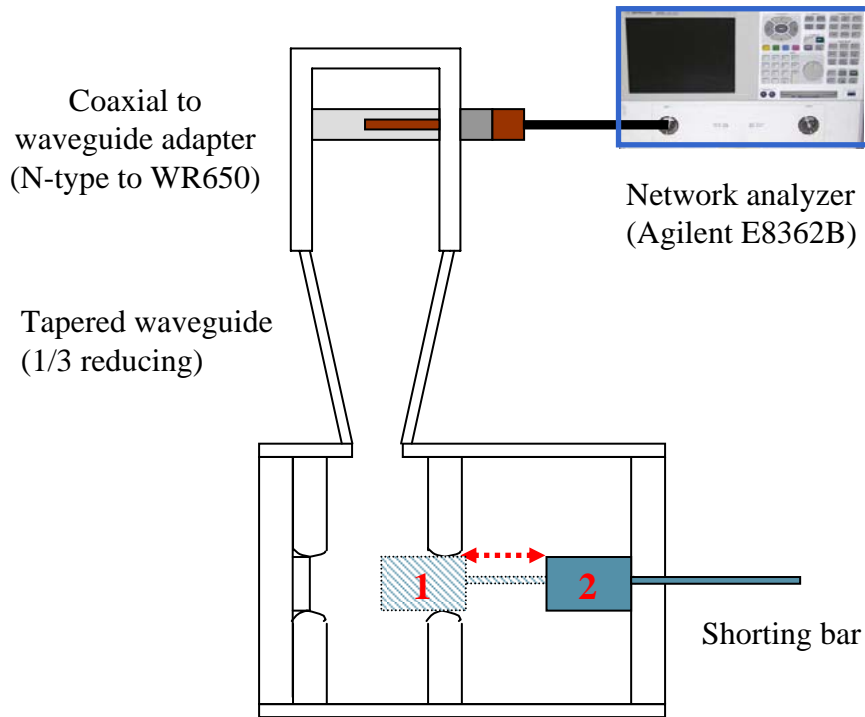 Coaxial to
waveguide adapter
(N-type to WR650)
Network analyzer
(Agilent E8362B)
Tapered waveguide
(1/3 reducing)
1
2
Shorting bar